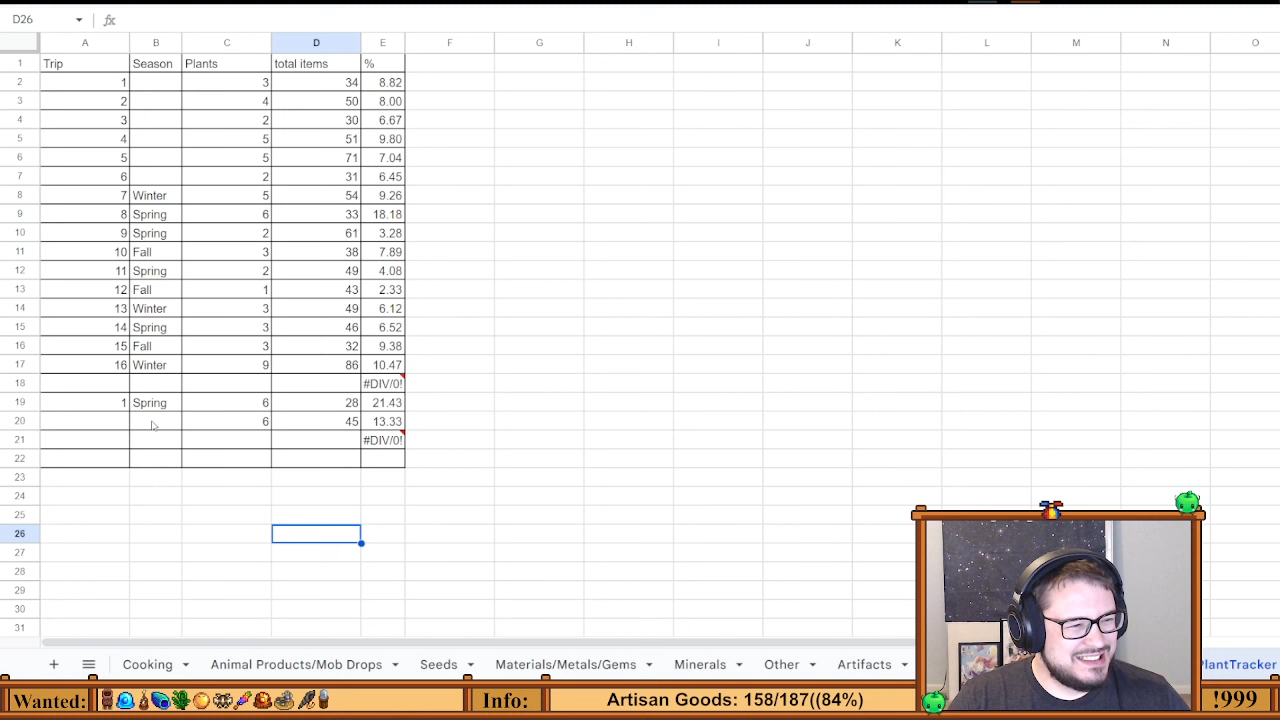 D26 fx
A B C D E F G H I J K L M N O
1 Trip Season Plants total items %
2 1 3 34 8.82
3 2 4 50 8.00
4 3 2 30 6.67
5 4 5 51 9.80
6 5 5 71 7.04
7 6 2 31 6.45
8 7 Winter 5 54 9.26
9 8 Spring 6 33 18.18
10 9 Spring 2 61 3.28
11 10 Fall 3 38 7.89
12 11 Spring 2 49 4.08
13 12 Fall 1 43 2.33
14 13 Winter 3 49 6.12
15 14 Spring 3 46 6.52
16 15 Fall 3 32 9.38
17 16 Winter 9 86 10.47
18 #DIV/0!
19 1 Spring 6 28 21.43
20 6 45 13.33
21 #DIV/0!
22
23
24
25
26
27
28
29
30
31
Cooking Animal Products/Mob Drops Seeds Materials/Metals/Gems Minerals Other Artifacts PlantTracker
Wanted: Info: Artisan Goods: 158/187((84%) !999